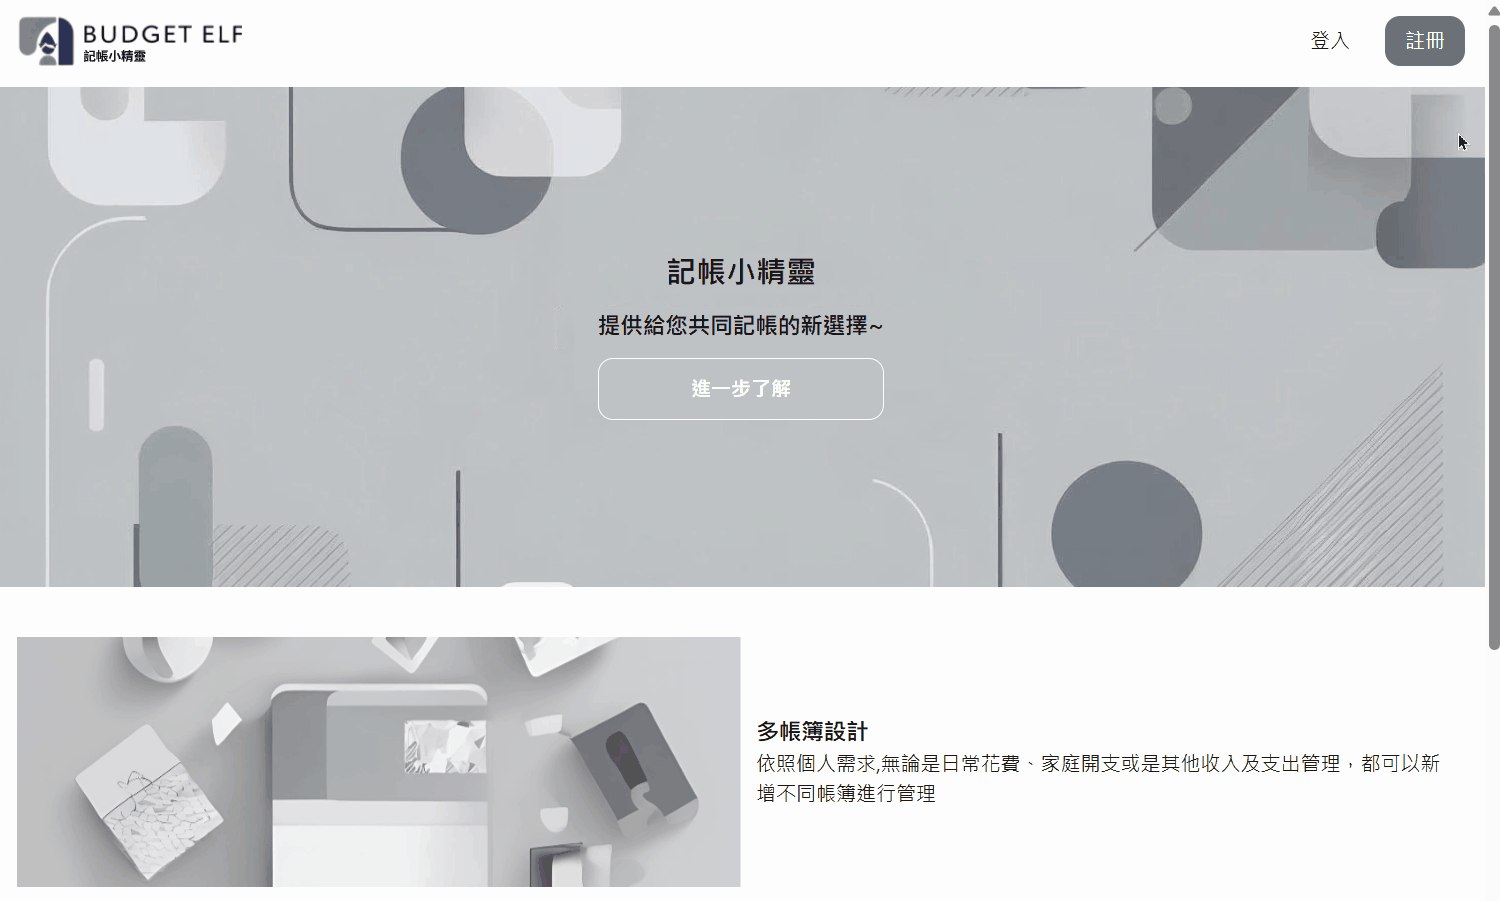 BUDGET ELF
記帳小精靈
登入
註冊
記帳小精靈
提供給您共同記帳的新選擇~
進一步了解
多帳簿設計
依照個人需求,無論是日常花費、家庭開支或是其他收入及支出管理，都可以新
增不同帳簿進行管理